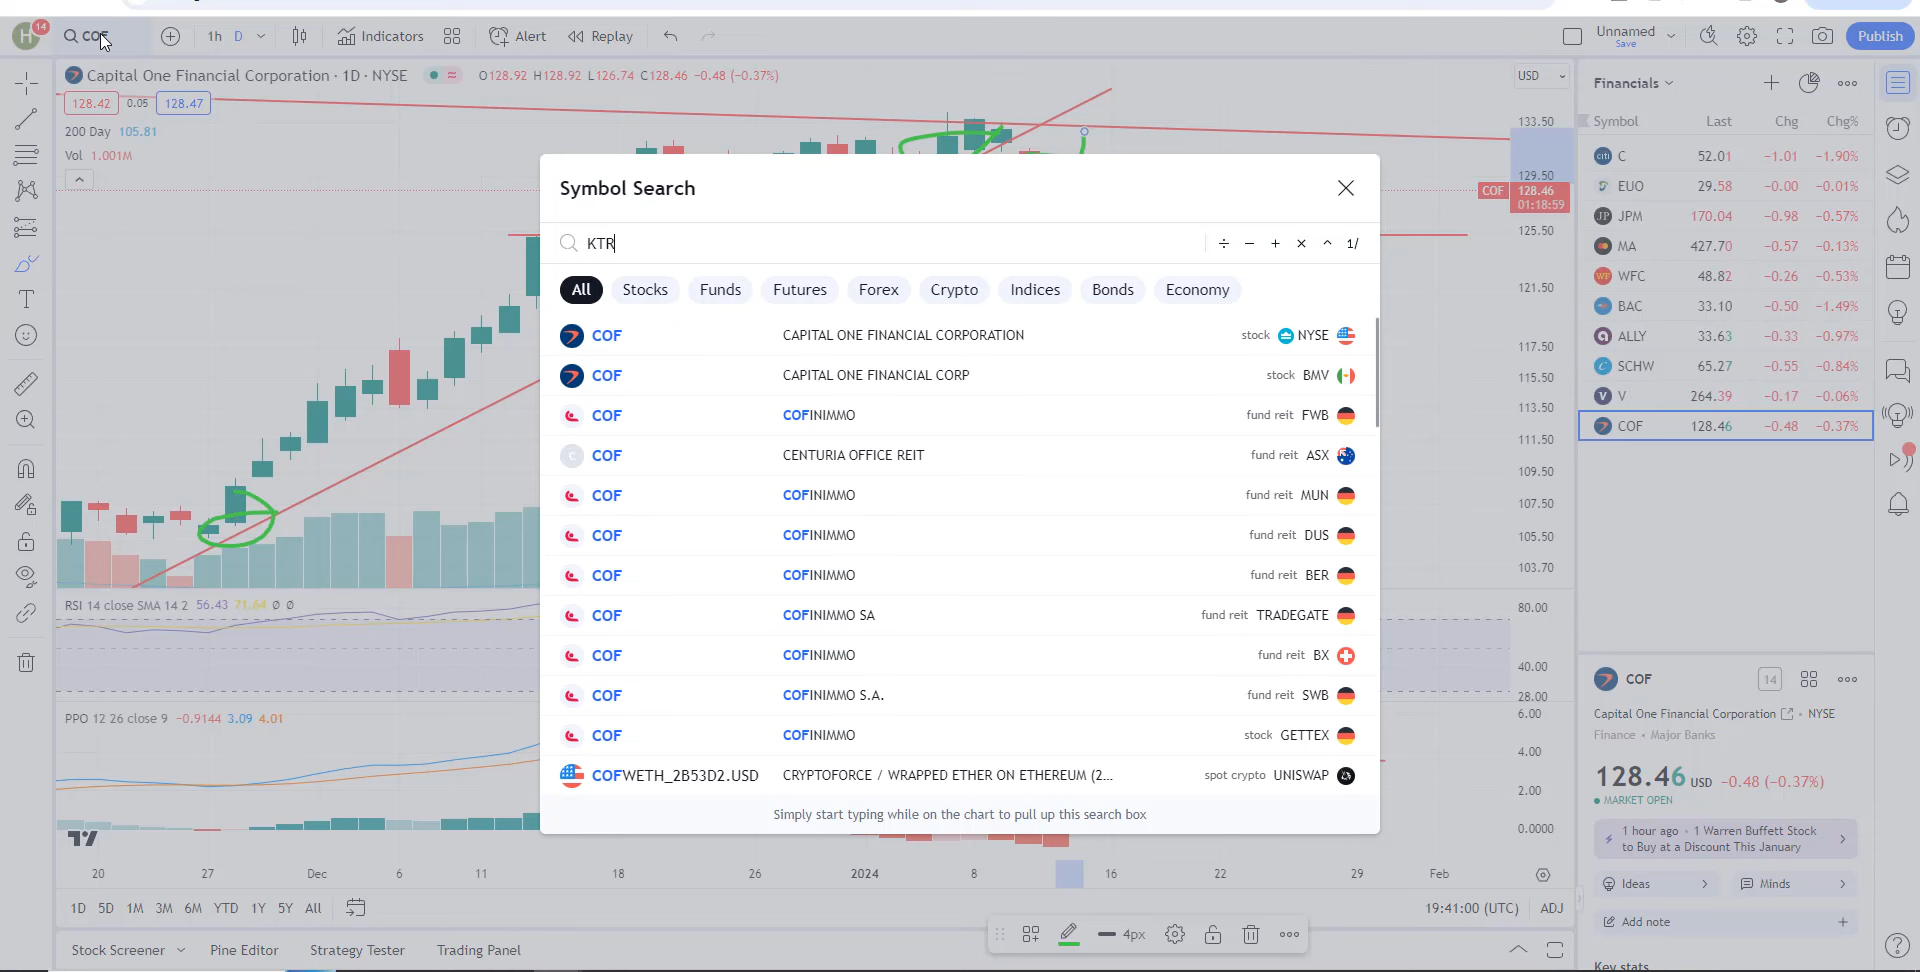 H 14 COF 1h D Indicators Alert Replay Unnamed Save Publish
Capital One Financial Corporation · 1D · NYSE O128.92 H128.92 L126.74 C128.46 −0.48 (−0.37%) USD
128.42 0.05 128.47
200 Day 105.81
Vol 1.001M
133.50
129.50
COF 128.46
01:18:59
125.50
121.50
117.50
115.50
113.50
111.50
109.50
107.50
105.50
103.70
Symbol Search
KTR
÷ − + × ^ 1/
All Stocks Funds Futures Forex Crypto Indices Bonds Economy
COF CAPITAL ONE FINANCIAL CORPORATION stock NYSE
COF CAPITAL ONE FINANCIAL CORP stock BMV
COF COFINIMMO fund reit FWB
C COF CENTURIA OFFICE REIT fund reit ASX
COF COFINIMMO fund reit MUN
COF COFINIMMO fund reit DUS
COF COFINIMMO fund reit BER
COF COFINIMMO SA fund reit TRADEGATE
COF COFINIMMO fund reit BX
COF COFINIMMO S.A. fund reit SWB
COF COFINIMMO stock GETTEX
COFWETH_2B53D2.USD CRYPTOFORCE / WRAPPED ETHER ON ETHEREUM (2... spot crypto UNISWAP
Simply start typing while on the chart to pull up this search box
RSI 14 close SMA 14 2 56.43 71.64 Ø Ø
80.00
40.00
28.00
PPO 12 26 close 9 −0.9144 3.09 4.01
6.00
4.00
2.00
0.0000
20 27 Dec 6 11 18 26 2024 8 16 22 29 Feb
1D 5D 1M 3M 6M YTD 1Y 5Y All 19:41:00 (UTC) ADJ
4px
Stock Screener Pine Editor Strategy Tester Trading Panel
Financials
Symbol Last Chg Chg%
citi C 52.01 −1.01 −1.90%
EUO 29.58 −0.00 −0.01%
JP JPM 170.04 −0.98 −0.57%
MA 427.70 −0.57 −0.13%
WF WFC 48.82 −0.26 −0.53%
BAC 33.10 −0.50 −1.49%
ALLY 33.63 −0.33 −0.97%
SCHW 65.27 −0.55 −0.84%
V V 264.39 −0.17 −0.06%
COF 128.46 −0.48 −0.37%
COF 14
Capital One Financial Corporation • NYSE
Finance • Major Banks
128.46 USD −0.48 (−0.37%)
MARKET OPEN
1 hour ago • 1 Warren Buffett Stock
to Buy at a Discount This January
Ideas Minds
Add note
Key stats